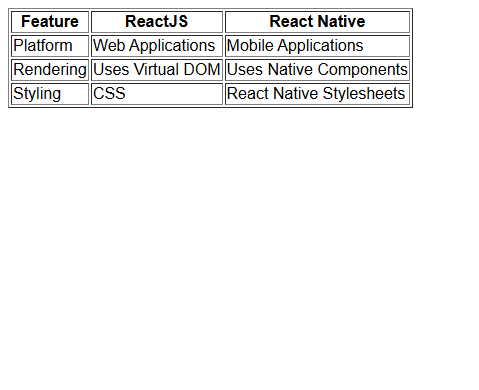 Feature ReactJS React Native
Platform Web Applications Mobile Applications
Rendering Uses Virtual DOM Uses Native Components
Styling CSS React Native Stylesheets